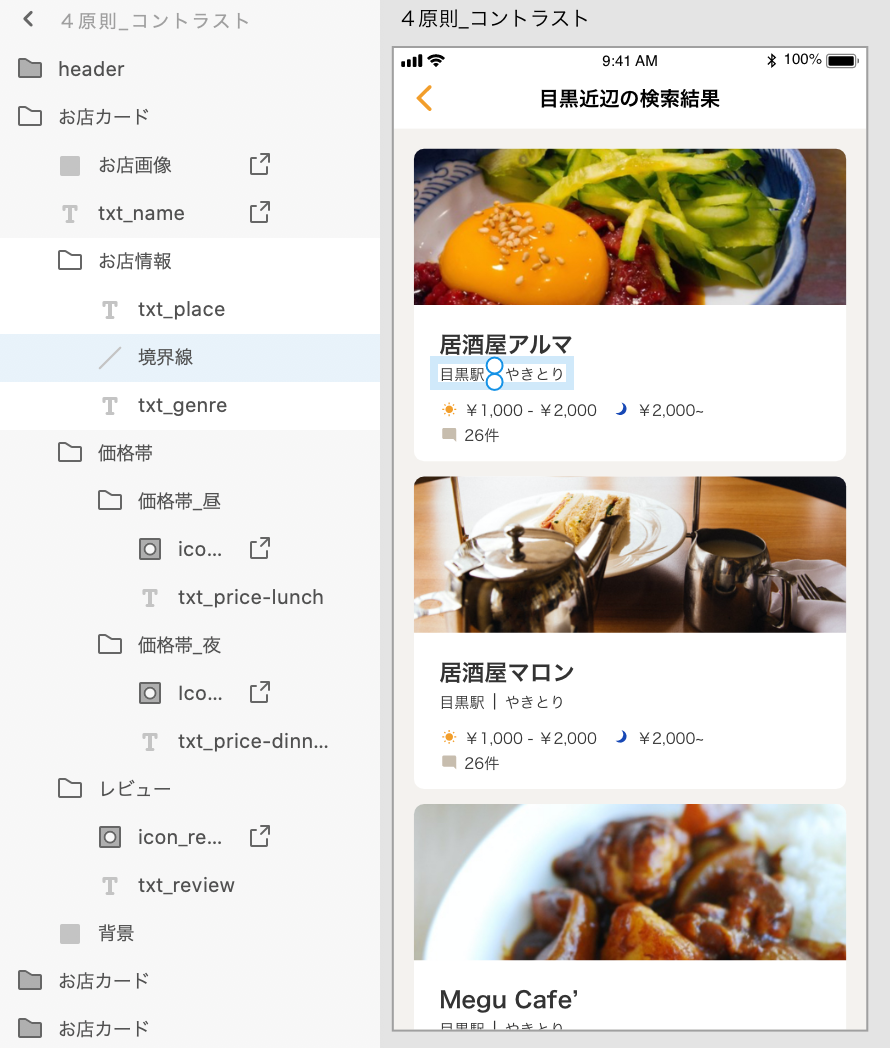 ４原則_コントラスト
header
お店カード
お店画像
txt_name
お店情報
txt_place
境界線
txt_genre
価格帯
価格帯_昼
ico...
txt_price-lunch
価格帯_夜
Ico...
txt_price-dinn...
レビュー
icon_re...
txt_review
背景
お店カード
お店カード
４原則_コントラスト
9:41 AM
100%
目黒近辺の検索結果
居酒屋アルマ
目黒駅 やきとり
￥1,000 - ￥2,000 ￥2,000~
26件
居酒屋マロン
目黒駅 | やきとり
￥1,000 - ￥2,000 ￥2,000~
26件
Megu Cafe’
目黒駅 | やきとり